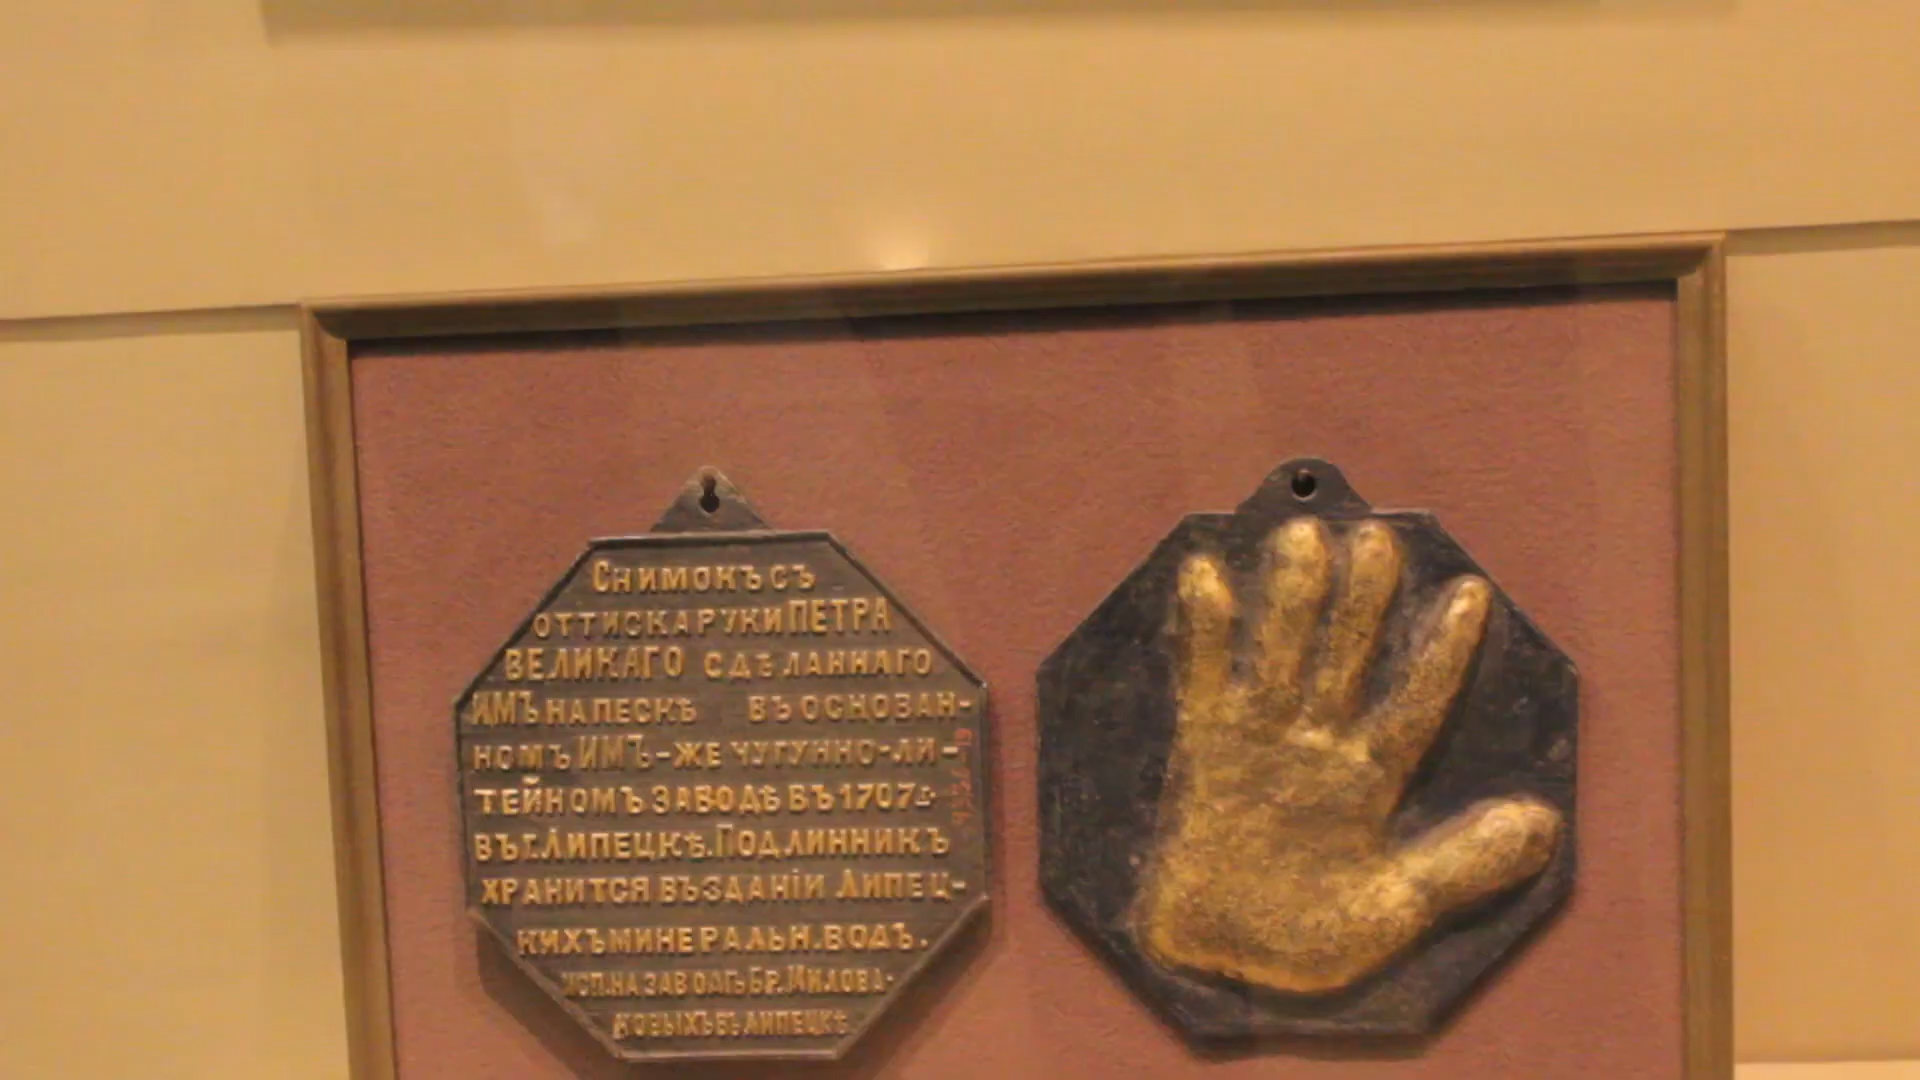 Снимокъ съ
оттиска руки ПЕТРА
ВЕЛИКАГО сдѣланнаго
ИМЪ на пескѣ въ основан-
номъ ИМЪ-же чугунно-ли-
тейномъ заводѣ въ 1707 г.
въ г. Липецкѣ. Подлинникъ
хранится въ зданіи Липец-
кихъ минеральн. водъ.
исп. на заводѣ Бр. Милова-
новыхъ въ Липецкѣ